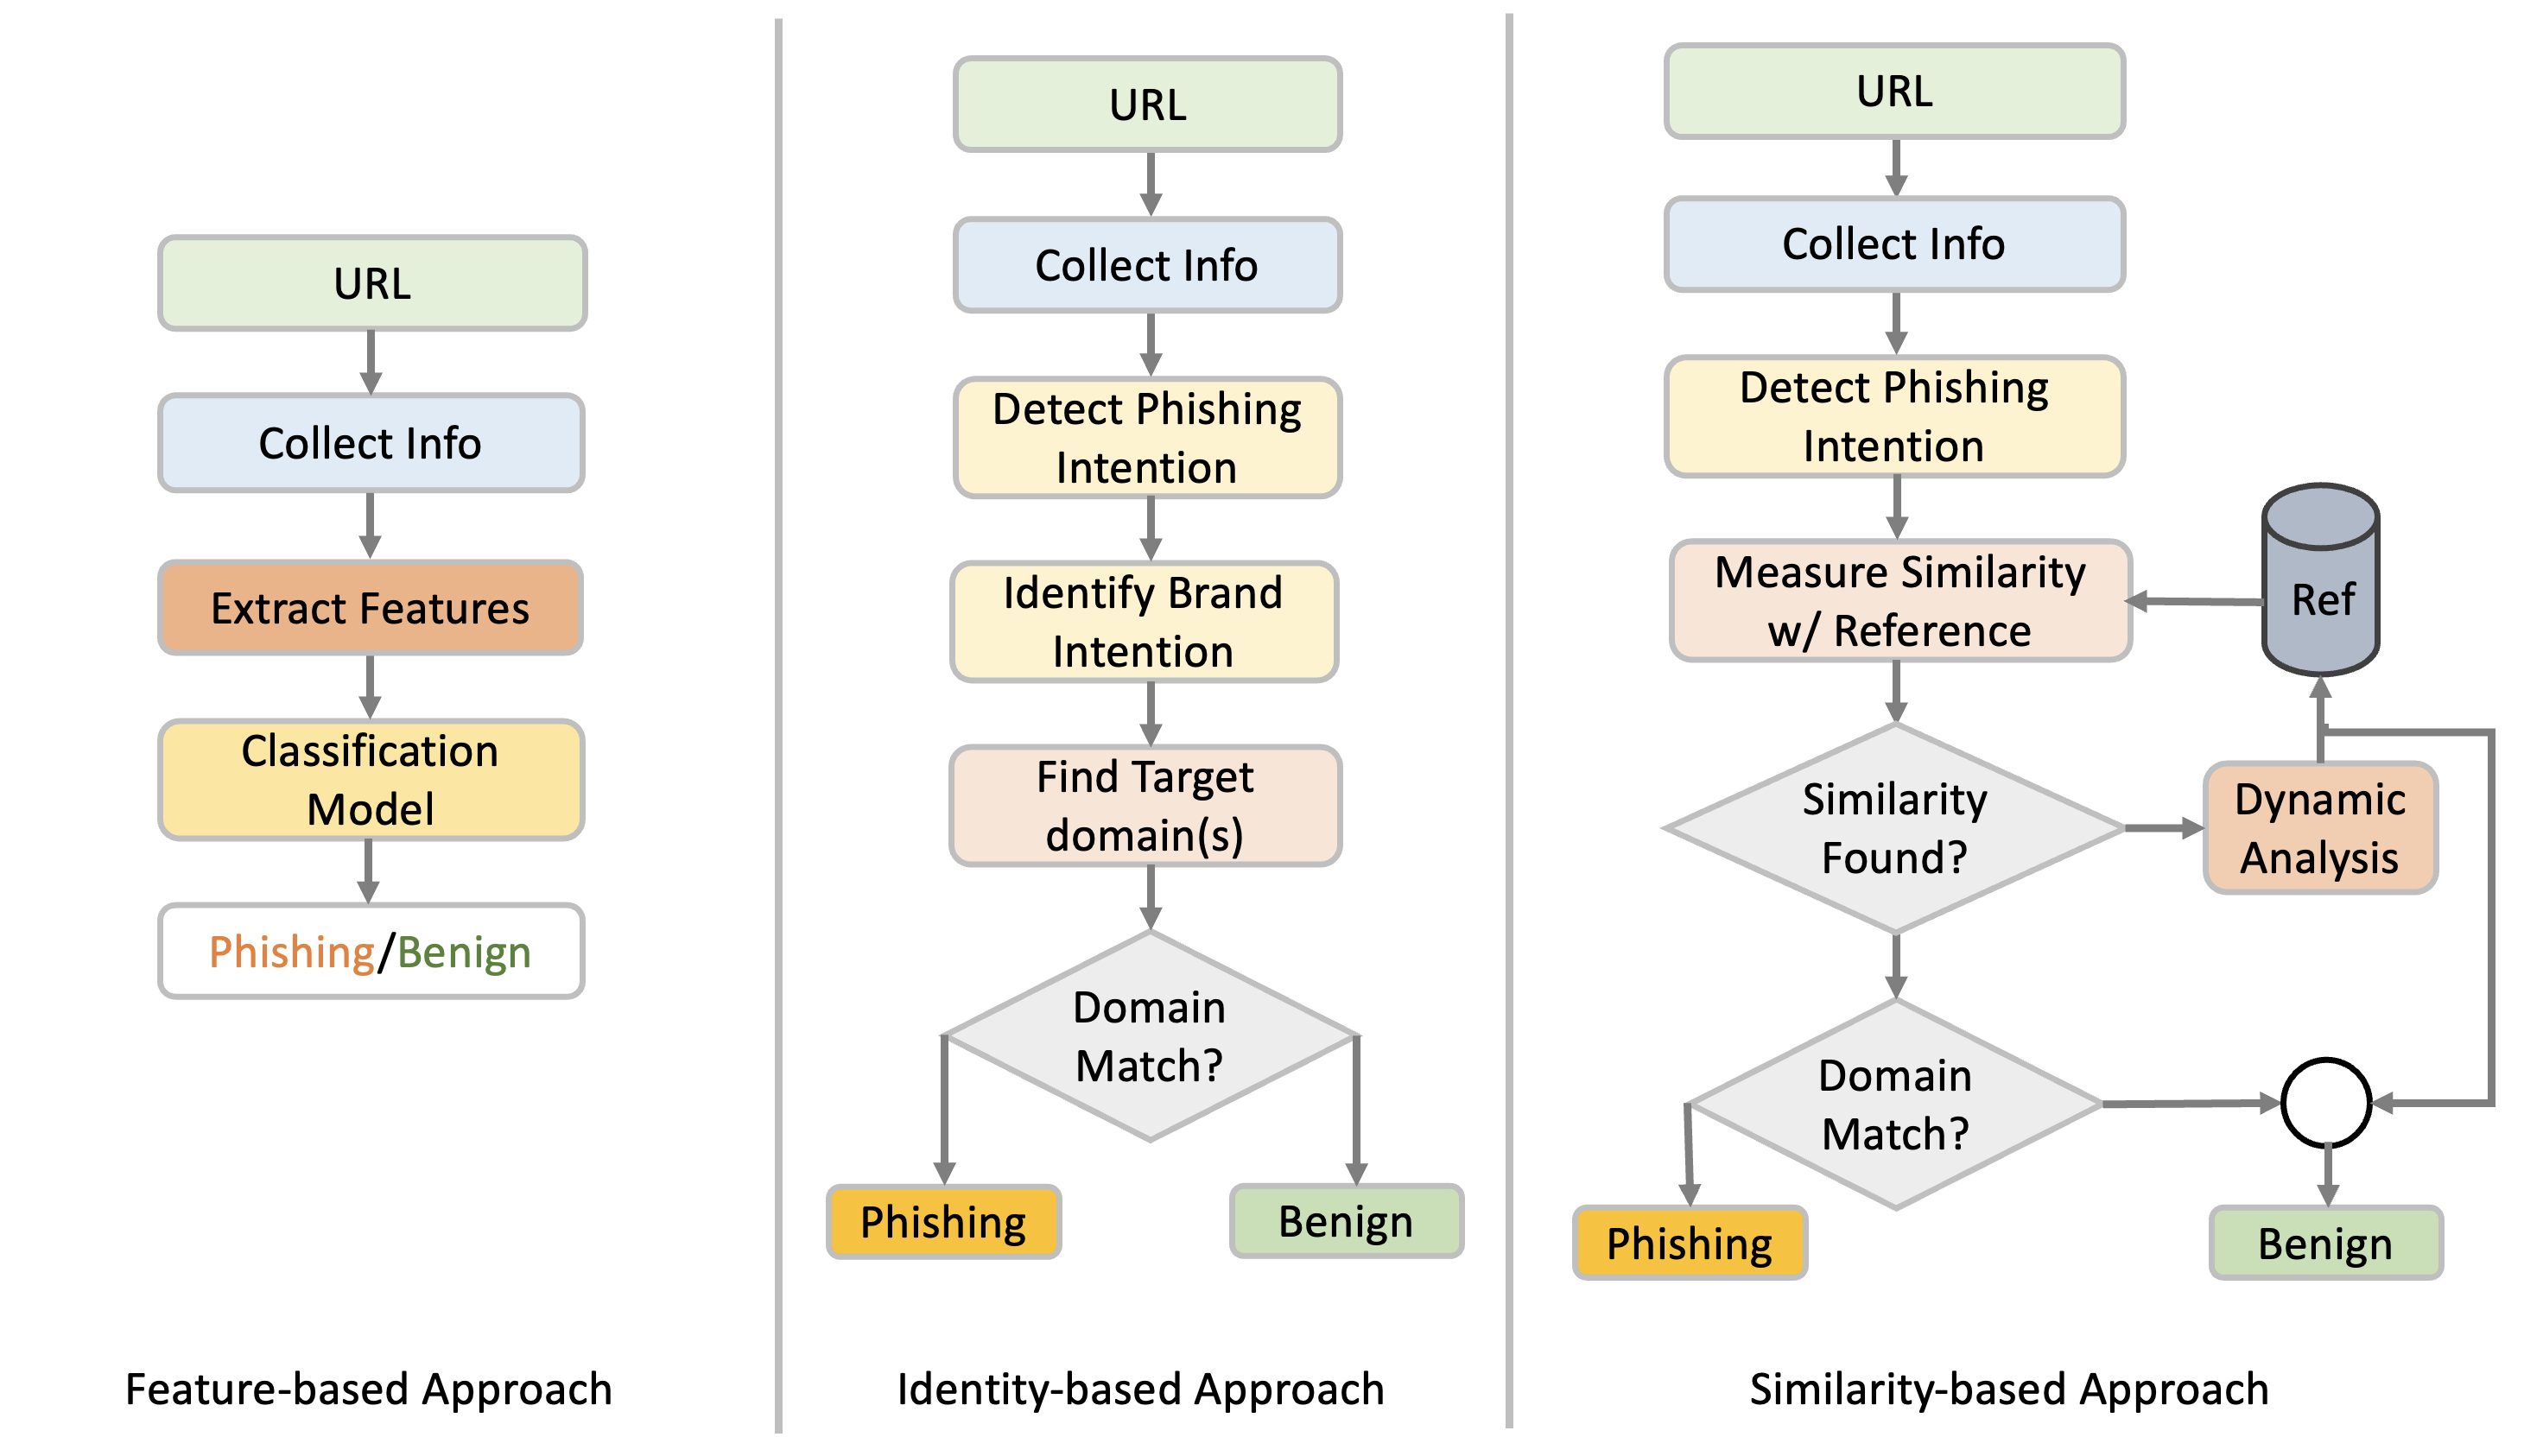 URL
Collect Info
Extract Features
Classification
Model
Phishing/Benign
Feature-based Approach
URL
Collect Info
Detect Phishing
Intention
Identify Brand
Intention
Find Target
domain(s)
Domain
Match?
Phishing
Benign
Identity-based Approach
URL
Collect Info
Detect Phishing
Intention
Measure Similarity
w/ Reference
Ref
Similarity
Found?
Dynamic
Analysis
Domain
Match?
Phishing
Benign
Similarity-based Approach